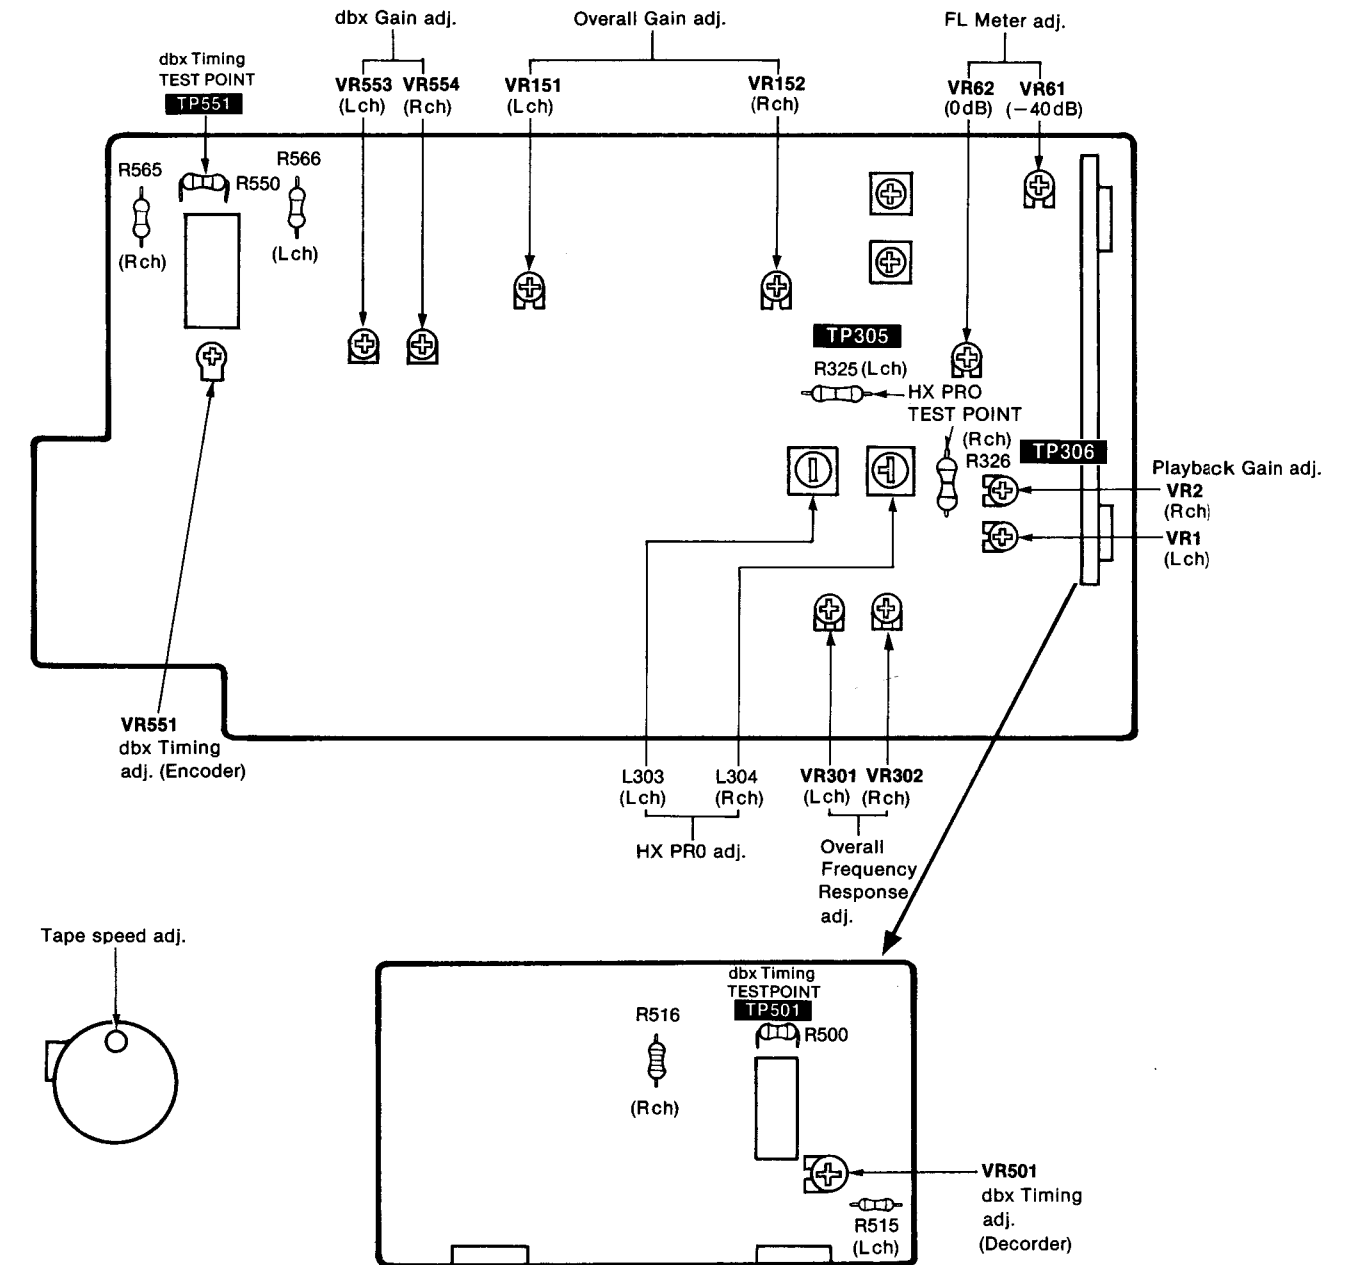 dbx Gain adj.
Overall Gain adj.
FL Meter adj.
dbx Timing
TEST POINT
TP551
VR553
(Lch)
VR554
(Rch)
VR151
(Lch)
VR152
(Rch)
VR62
(0dB)
VR61
(−40dB)
R565
(Rch)
R550
R566
(Lch)
TP305
R325 (Lch)
HX PRO
TEST POINT
(Rch)
R326
TP306
Playback Gain adj.
VR2
(Rch)
VR1
(Lch)
VR551
dbx Timing
adj. (Encoder)
L303
(Lch)
L304
(Rch)
HX PR0 adj.
VR301
(Lch)
VR302
(Rch)
Overall
Frequency
Response
adj.
Tape speed adj.
dbx Timing
TESTPOINT
TP501
R500
R516
(Rch)
VR501
dbx Timing
adj.
(Decorder)
R515
(Lch)